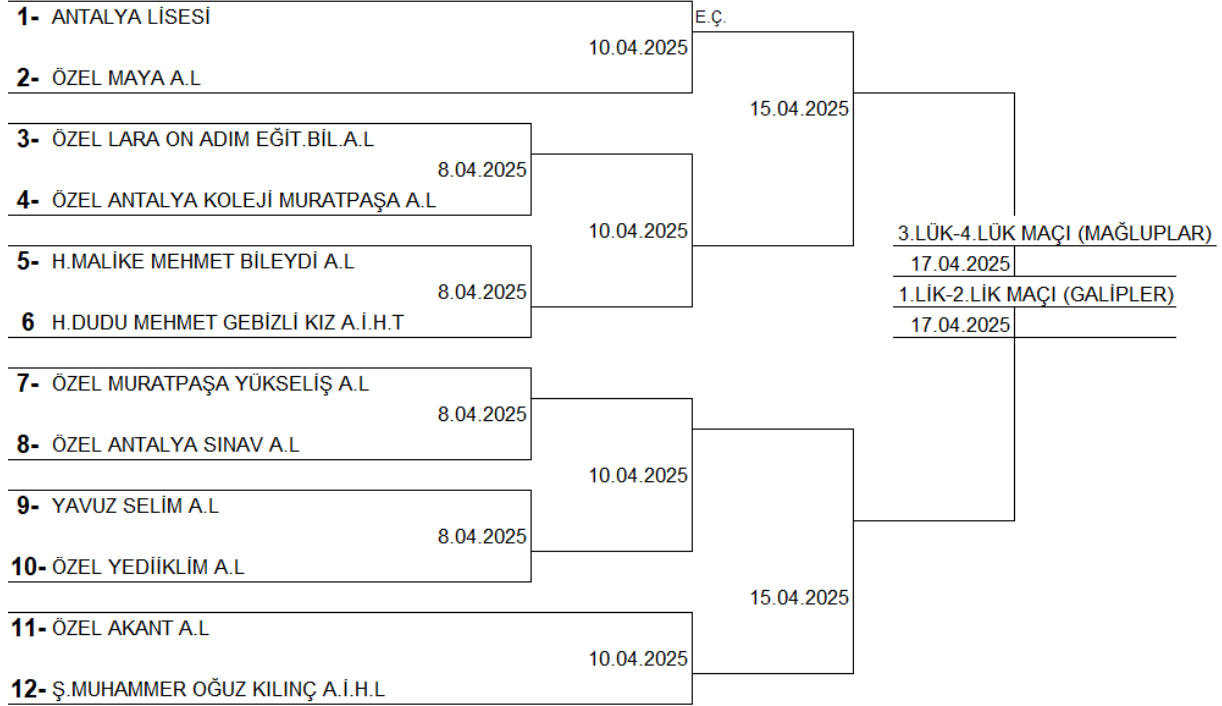 1- ANTALYA LİSESİ
E.Ç.
10.04.2025
2- ÖZEL MAYA A.L
15.04.2025
3- ÖZEL LARA ON ADIM EĞİT.BİL.A.L
8.04.2025
4- ÖZEL ANTALYA KOLEJİ MURATPAŞA A.L
10.04.2025
3.LÜK-4.LÜK MAÇI (MAĞLUPLAR)
5- H.MALİKE MEHMET BİLEYDİ A.L
17.04.2025
8.04.2025
1.LİK-2.LİK MAÇI (GALİPLER)
6 H.DUDU MEHMET GEBİZLİ KIZ A.İ.H.T
17.04.2025
7- ÖZEL MURATPAŞA YÜKSELİŞ A.L
8.04.2025
8- ÖZEL ANTALYA SINAV A.L
10.04.2025
9- YAVUZ SELİM A.L
8.04.2025
10- ÖZEL YEDİİKLİM A.L
15.04.2025
11- ÖZEL AKANT A.L
10.04.2025
12- Ş.MUHAMMER OĞUZ KILINÇ A.İ.H.L